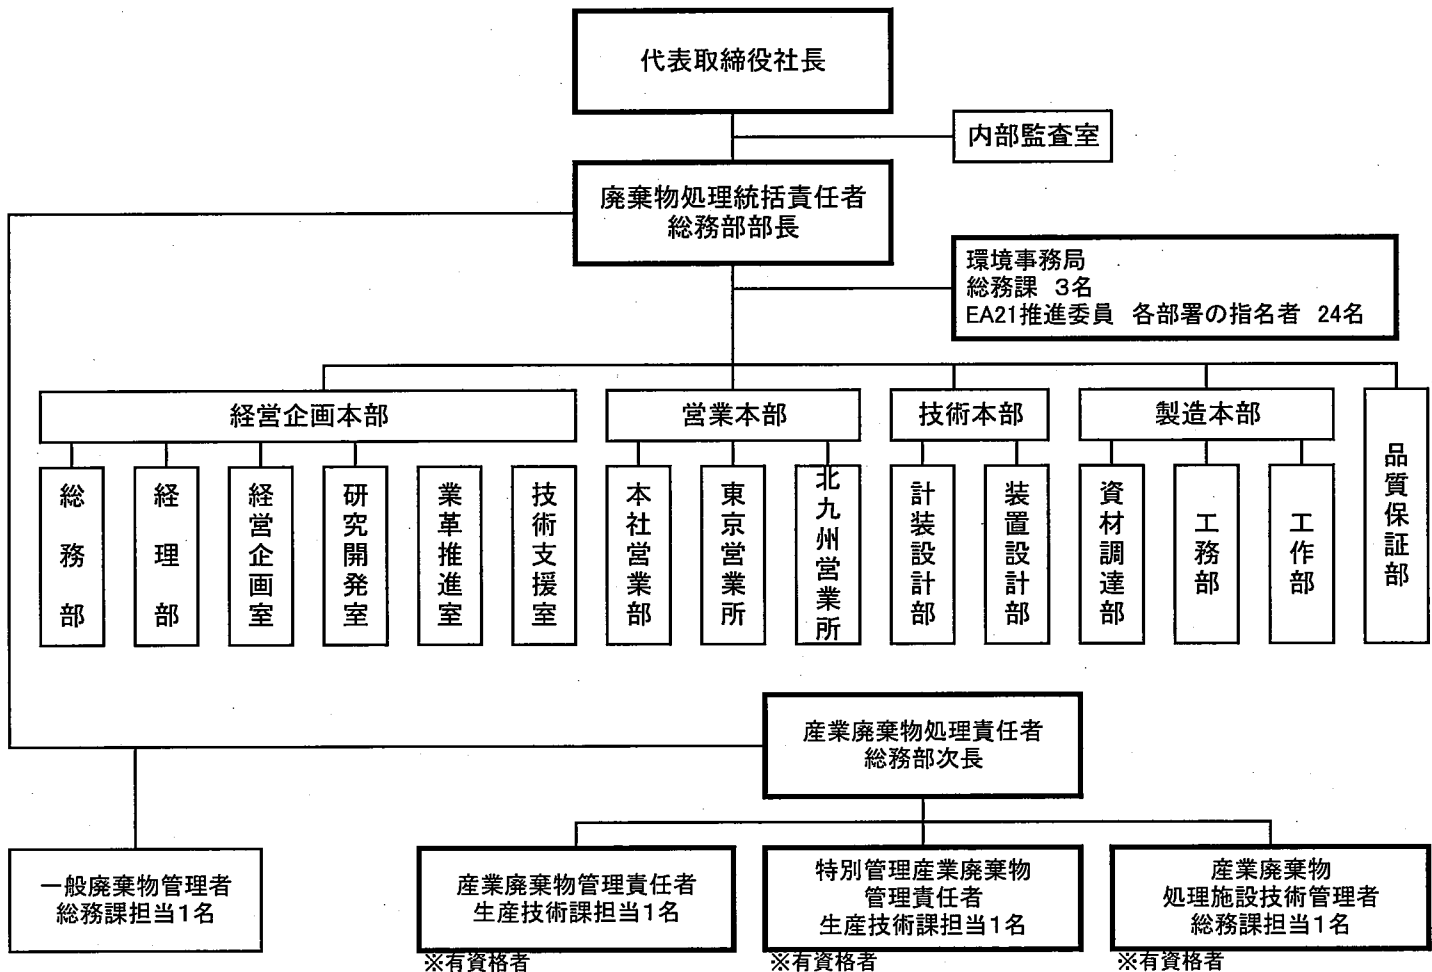 代表取締役社長
内部監査室
廃棄物処理統括責任者
総務部部長
環境事務局
総務課　3名
EA21推進委員　各部署の指名者　24名
経営企画本部
営業本部
技術本部
製造本部
品質保証部
総務部
経理部
経営企画室
研究開発室
業革推進室
技術支援室
本社営業部
東京営業所
北九州営業所
計装設計部
装置設計部
資材調達部
工務部
工作部
産業廃棄物処理責任者
総務部次長
一般廃棄物管理者
総務課担当1名
産業廃棄物管理責任者
生産技術課担当1名
※有資格者
特別管理産業廃棄物
管理責任者
生産技術課担当1名
※有資格者
産業廃棄物
処理施設技術管理者
総務課担当1名
※有資格者